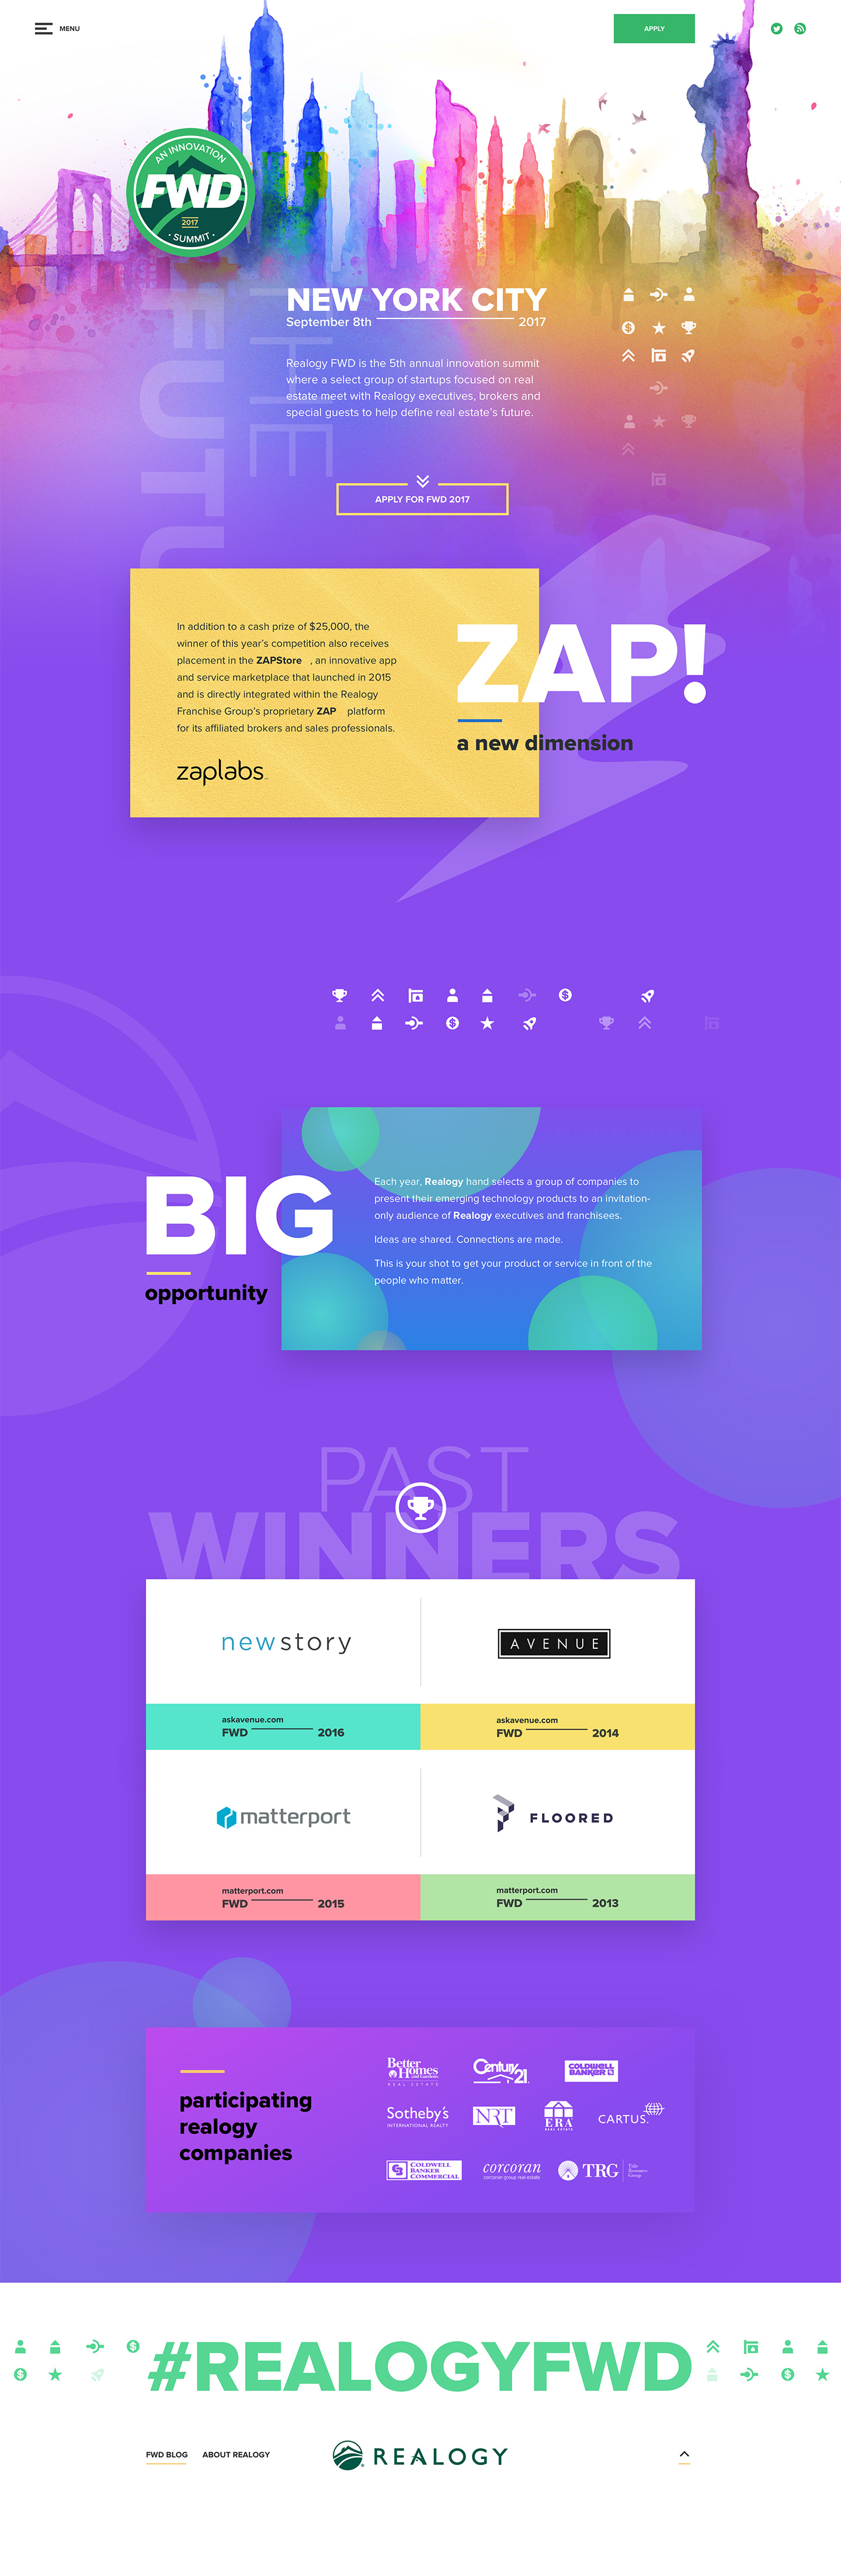 MENU
APPLY
AN INNOVATION
FWD
2017
SUMMIT
THE
FUTU
NEW YORK CITY
September 8th 2017
Realogy FWD is the 5th annual innovation summit
where a select group of startups focused on real
estate meet with Realogy executives, brokers and
special guests to help define real estate's future.
APPLY FOR FWD 2017
In addition to a cash prize of $25,000, the
winner of this year's competition also receives
placement in the ZAPStore , an innovative app
and service marketplace that launched in 2015
and is directly integrated within the Realogy
Franchise Group's proprietary ZAP platform
for its affiliated brokers and sales professionals.
zaplabs
ZAP!
a new dimension
BIG
opportunity
Each year, Realogy hand selects a group of companies to
present their emerging technology products to an invitation-
only audience of Realogy executives and franchisees.
Ideas are shared. Connections are made.
This is your shot to get your product or service in front of the
people who matter.
PAST
WINNERS
newstory
AVENUE
askavenue.com
FWD 2016
askavenue.com
FWD 2014
matterport
FLOORED
matterport.com
FWD 2015
matterport.com
FWD 2013
participating
realogy
companies
Better
Homes
and Gardens
REAL ESTATE
Century 21
COLDWELL
BANKER
Sotheby's
INTERNATIONAL REALTY
NRT
ERA
REAL ESTATE
CARTUS
COLDWELL
BANKER
COMMERCIAL
corcoran
corcoran group real estate
TRG
Title
Resource
Group
#REALOGYFWD
FWD BLOG ABOUT REALOGY
REALOGY